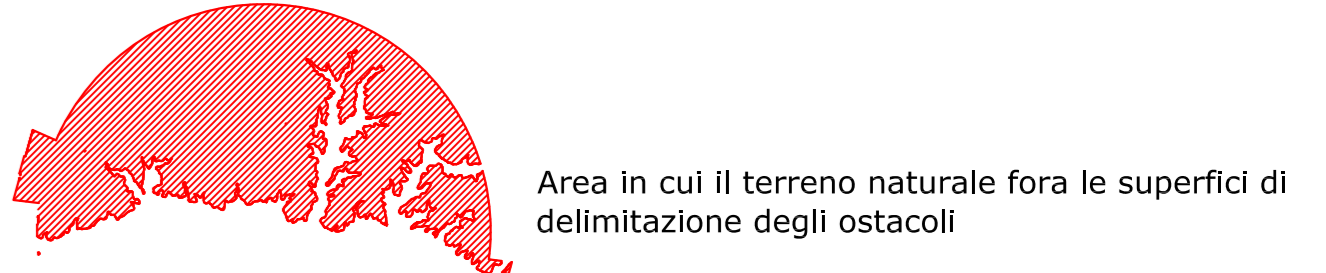 Area in cui il terreno naturale fora le superfici di
delimitazione degli ostacoli